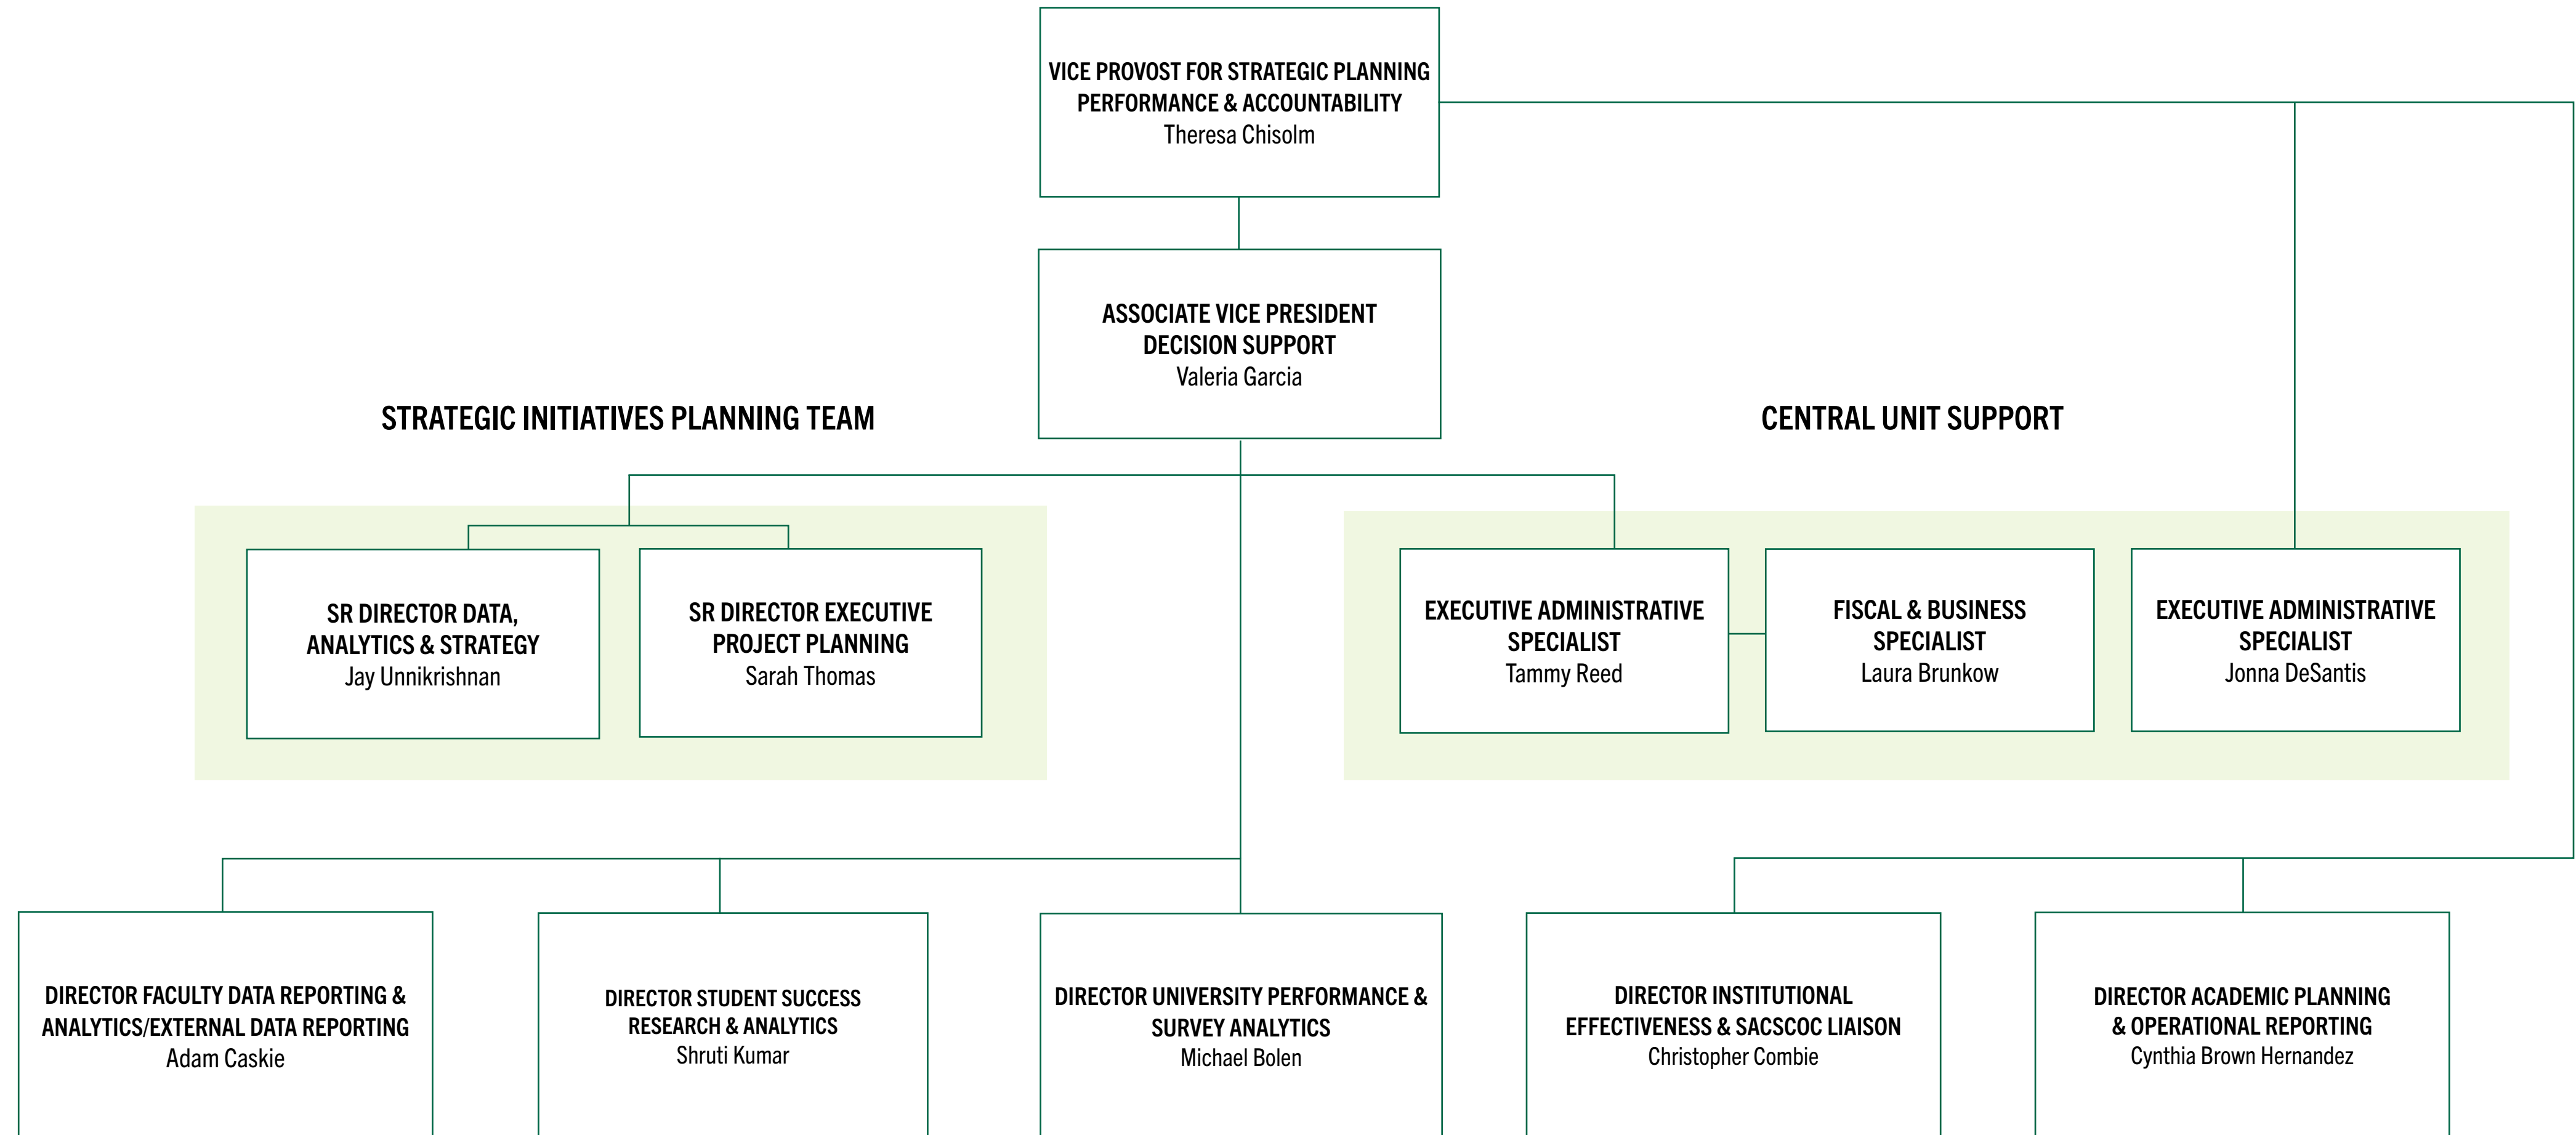 VICE PROVOST FOR STRATEGIC PLANNING
PERFORMANCE & ACCOUNTABILITY
Theresa Chisolm
ASSOCIATE VICE PRESIDENT
DECISION SUPPORT
Valeria Garcia
STRATEGIC INITIATIVES PLANNING TEAM
CENTRAL UNIT SUPPORT
SR DIRECTOR DATA,
ANALYTICS & STRATEGY
Jay Unnikrishnan
SR DIRECTOR EXECUTIVE
PROJECT PLANNING
Sarah Thomas
EXECUTIVE ADMINISTRATIVE
SPECIALIST
Tammy Reed
FISCAL & BUSINESS
SPECIALIST
Laura Brunkow
EXECUTIVE ADMINISTRATIVE
SPECIALIST
Jonna DeSantis
DIRECTOR FACULTY DATA REPORTING &
ANALYTICS/EXTERNAL DATA REPORTING
Adam Caskie
DIRECTOR STUDENT SUCCESS
RESEARCH & ANALYTICS
Shruti Kumar
DIRECTOR UNIVERSITY PERFORMANCE &
SURVEY ANALYTICS
Michael Bolen
DIRECTOR INSTITUTIONAL
EFFECTIVENESS & SACSCOC LIAISON
Christopher Combie
DIRECTOR ACADEMIC PLANNING
& OPERATIONAL REPORTING
Cynthia Brown Hernandez